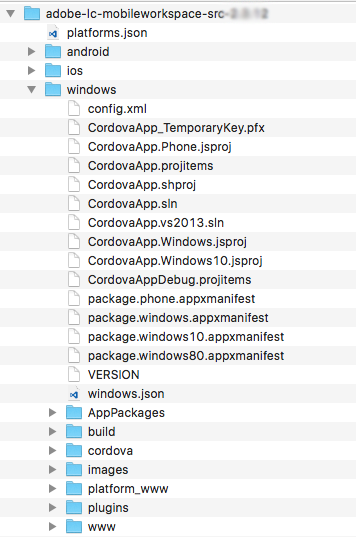 adobe-lc-mobileworkspace-src
platforms.json
android
ios
windows
config.xml
CordovaApp_TemporaryKey.pfx
CordovaApp.Phone.jsproj
CordovaApp.projitems
CordovaApp.shproj
CordovaApp.sln
CordovaApp.vs2013.sln
CordovaApp.Windows.jsproj
CordovaApp.Windows10.jsproj
CordovaAppDebug.projitems
package.phone.appxmanifest
package.windows.appxmanifest
package.windows10.appxmanifest
package.windows80.appxmanifest
VERSION
windows.json
AppPackages
build
cordova
images
platform_www
plugins
www